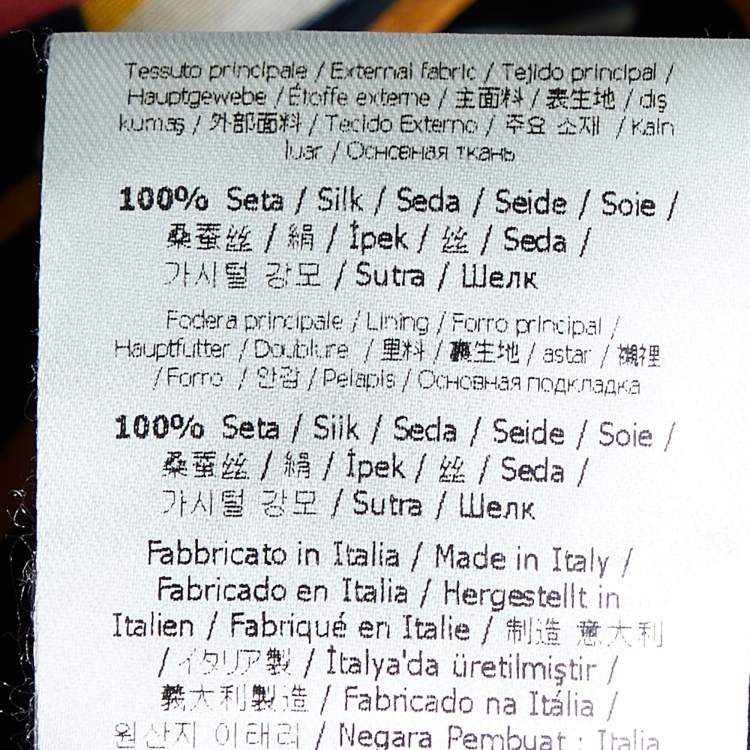 Tessuto principale / External fabric / Tejido principal /
Hauptgewebe / Étoffe externe / 主面料 / 表生地 / dış
kumaş / 外部面料 / Tecido Externo / 주요 소재 / Kain
luar / Основная ткань
100% Seta / Silk / Seda / Seide / Soie /
桑蚕丝 / 絹 / İpek / 丝 / Seda /
가시털 강모 / Sutra / Шелк
Fodera principale / Lining / Forro principal /
Hauptfutter / Doublure / 里料 / 裏生地 / astar / 襯裡
/ Forro / 안감 / Pelapis / Основная подкладка
100% Seta / Silk / Seda / Seide / Soie /
桑蚕丝 / 絹 / İpek / 丝 / Seda /
가시털 강모 / Sutra / Шелк
Fabbricato in Italia / Made in Italy /
Fabricado en Italia / Hergestellt in
Italien / Fabriqué en Italie / 制造 意大利
/ イタリア製 / İtalya'da üretilmiştir /
義大利製造 / Fabricado na Itália /
원산지 이태리 / Negara Pembuat : Italia